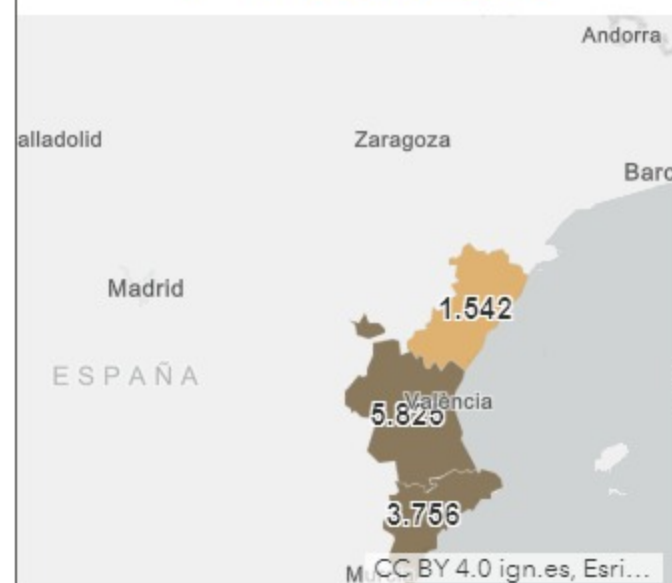 Andorra
alladolid
Zaragoza
Barc
Madrid
1.542
ESPAÑA
València
5.825
3.756
CC BY 4.0 ign.es, Esri...